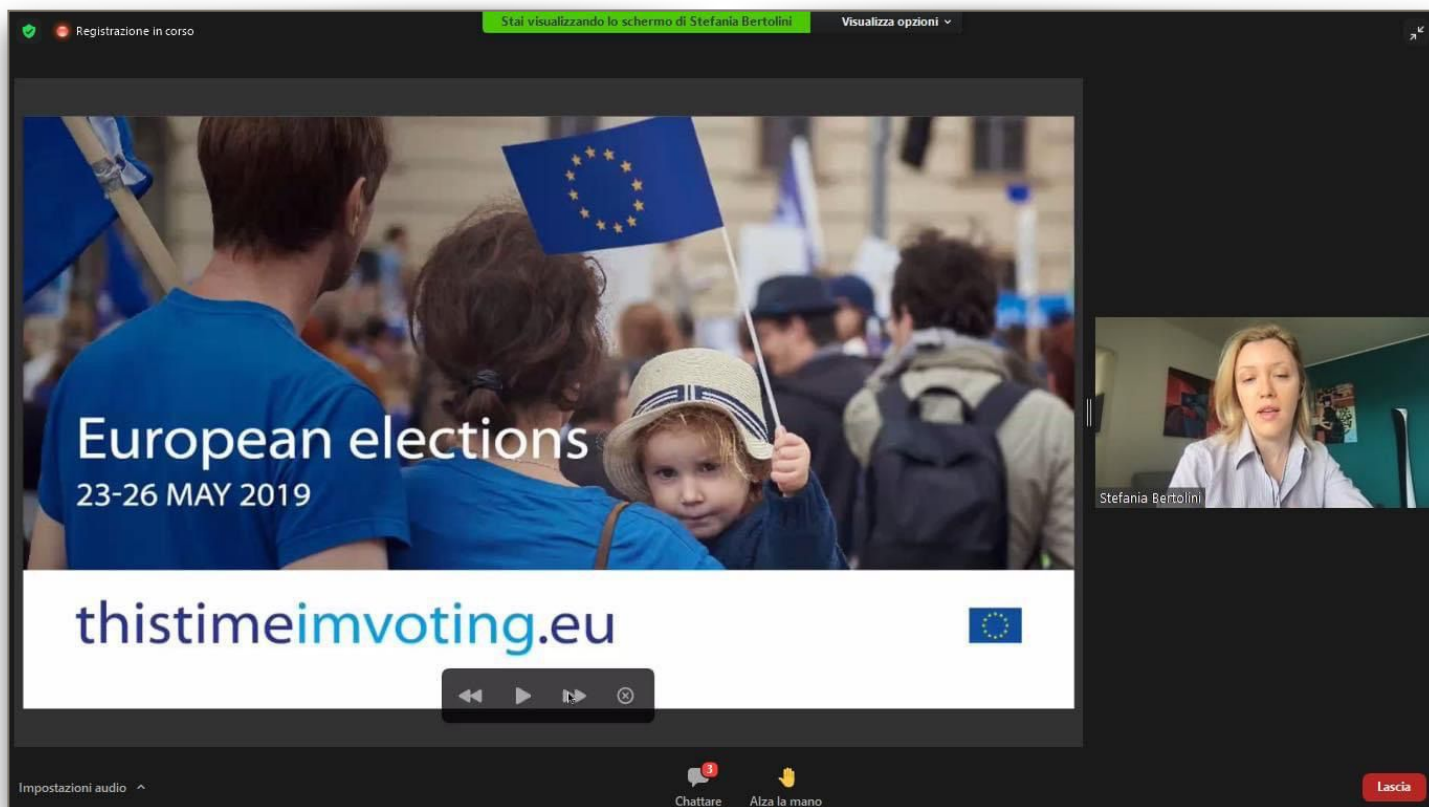 Registrazione in corso
Stai visualizzando lo schermo di Stefania Bertolini
Visualizza opzioni
European elections
23-26 MAY 2019
thistimeimvoting.eu
Stefania Bertolini
Impostazioni audio
3
Chattare
Alza la mano
Lascia